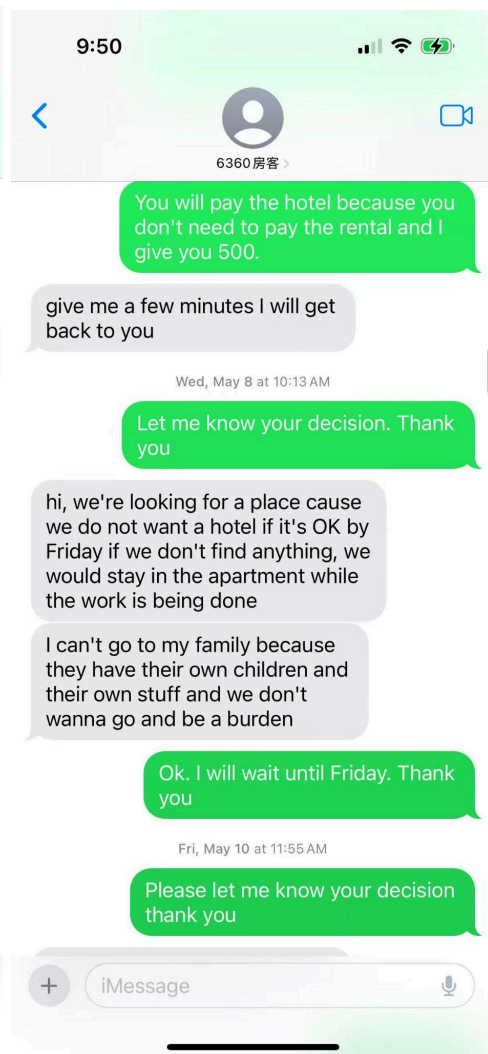 9:50
6360房客
You will pay the hotel because you
don't need to pay the rental and I
give you 500.
give me a few minutes I will get
back to you
Wed, May 8 at 10:13 AM
Let me know your decision. Thank
you
hi, we're looking for a place cause
we do not want a hotel if it's OK by
Friday if we don't find anything, we
would stay in the apartment while
the work is being done
I can't go to my family because
they have their own children and
their own stuff and we don't
wanna go and be a burden
Ok. I will wait until Friday. Thank
you
Fri, May 10 at 11:55 AM
Please let me know your decision
thank you
iMessage